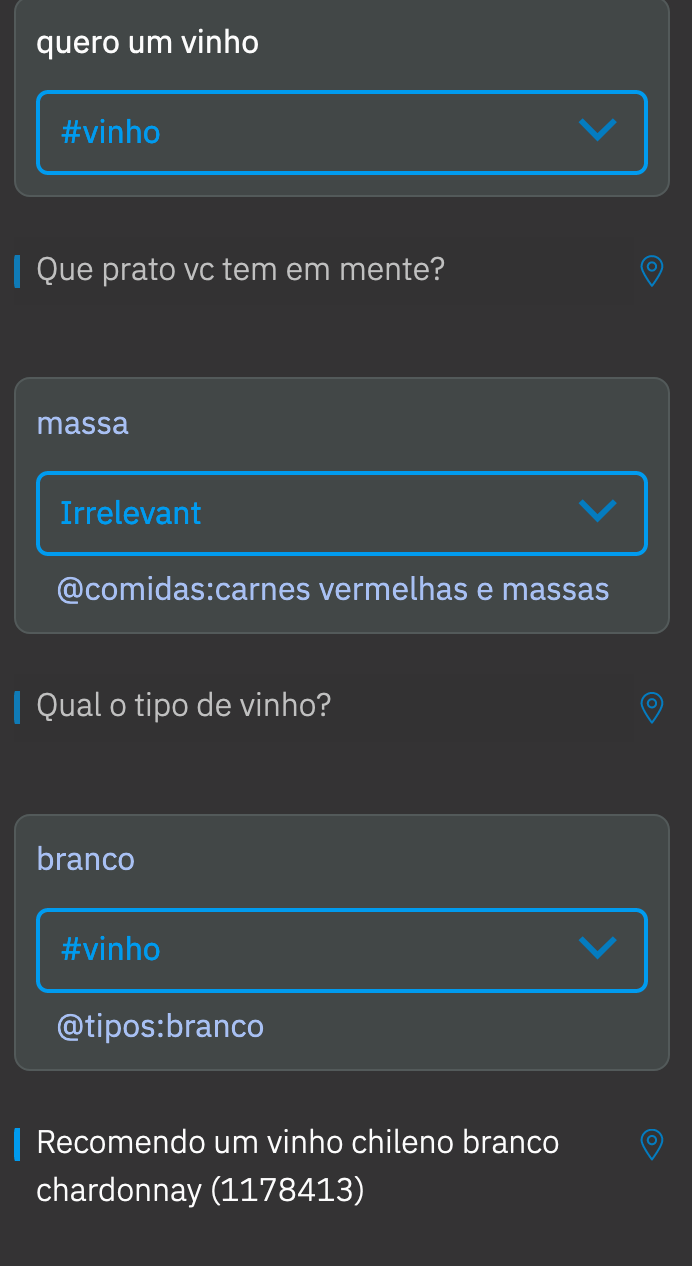 quero um vinho
#vinho
Que prato vc tem em mente?
massa
Irrelevant
@comidas:carnes vermelhas e massas
Qual o tipo de vinho?
branco
#vinho
@tipos:branco
Recomendo um vinho chileno branco
chardonnay (1178413)